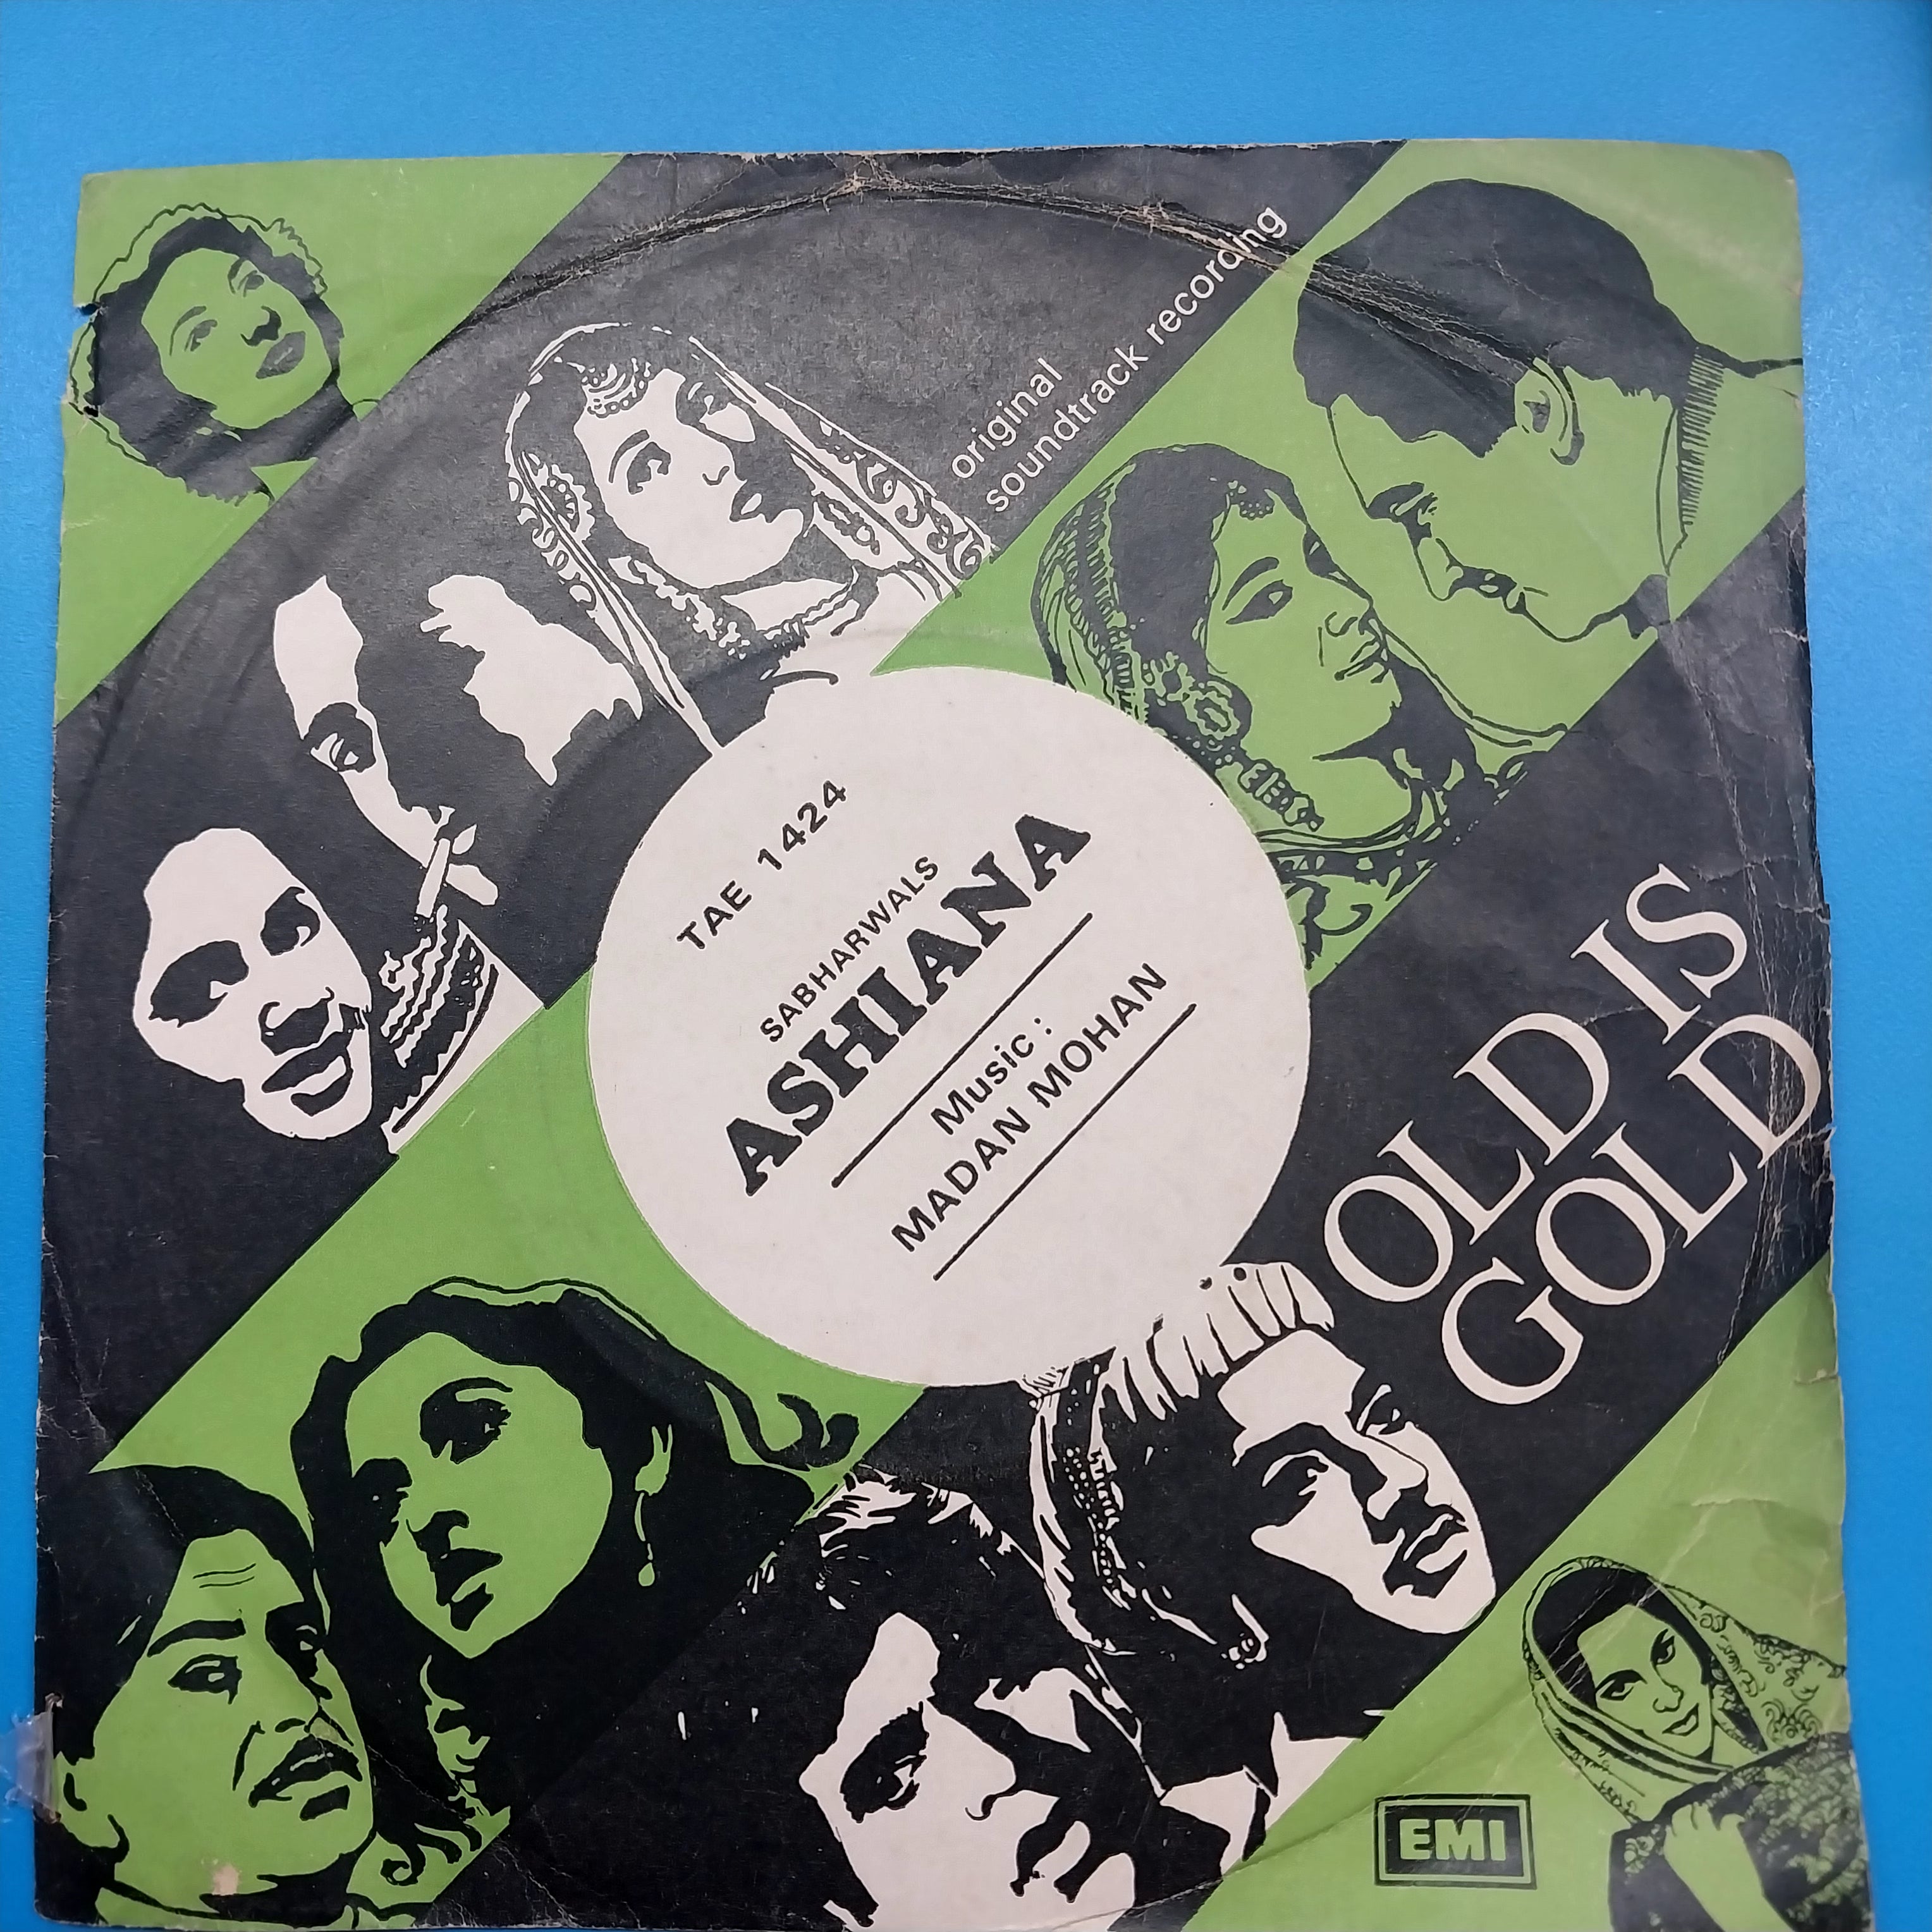 original
soundtrack recording
TAE 1424
SABHARWALS
ASHIANA
Music :
MADAN MOHAN
OLD IS
GOLD
EMI